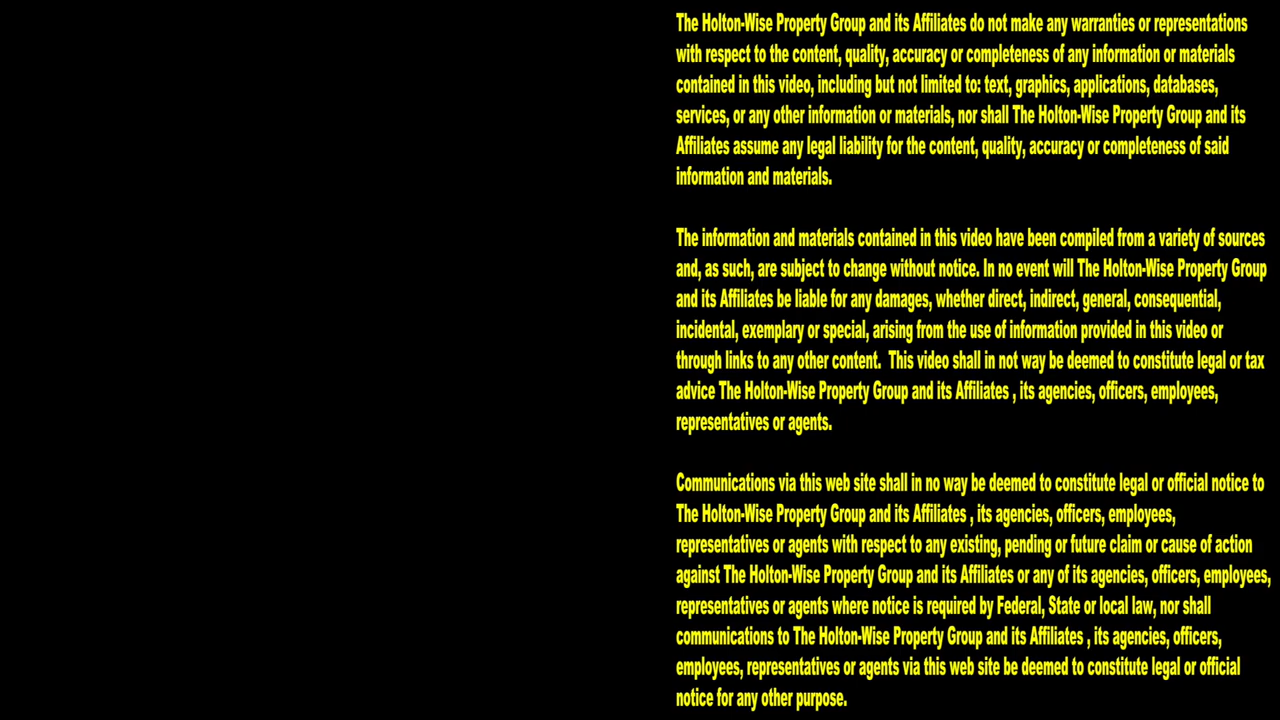 The Holton-Wise Property Group and its Affiliates do not make any warranties or representations
with respect to the content, quality, accuracy or completeness of any information or materials
contained in this video, including but not limited to: text, graphics, applications, databases,
services, or any other information or materials, nor shall The Holton-Wise Property Group and its
Affiliates assume any legal liability for the content, quality, accuracy or completeness of said
information and materials.
The information and materials contained in this video have been compiled from a variety of sources
and, as such, are subject to change without notice. In no event will The Holton-Wise Property Group
and its Affiliates be liable for any damages, whether direct, indirect, general, consequential,
incidental, exemplary or special, arising from the use of information provided in this video or
through links to any other content.  This video shall in not way be deemed to constitute legal or tax
advice The Holton-Wise Property Group and its Affiliates , its agencies, officers, employees,
representatives or agents.
Communications via this web site shall in no way be deemed to constitute legal or official notice to
The Holton-Wise Property Group and its Affiliates , its agencies, officers, employees,
representatives or agents with respect to any existing, pending or future claim or cause of action
against The Holton-Wise Property Group and its Affiliates or any of its agencies, officers, employees,
representatives or agents where notice is required by Federal, State or local law, nor shall
communications to The Holton-Wise Property Group and its Affiliates , its agencies, officers,
employees, representatives or agents via this web site be deemed to constitute legal or official
notice for any other purpose.